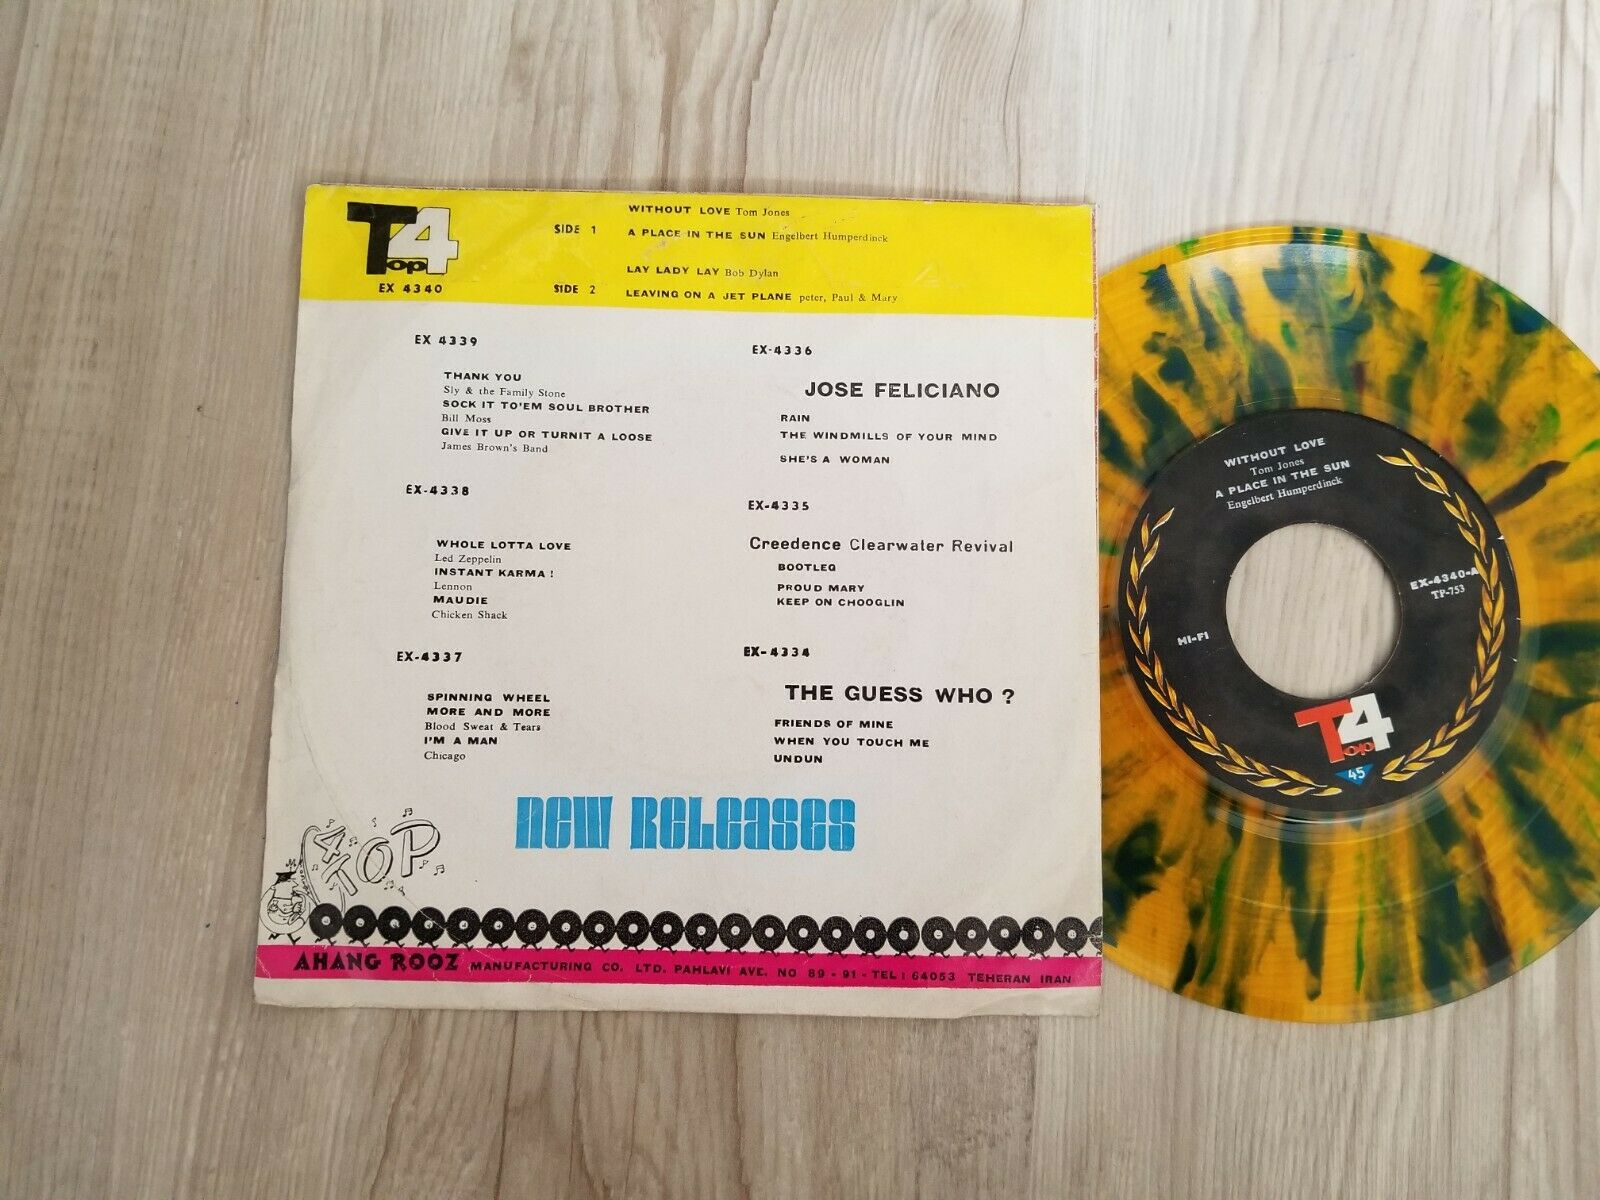 Top 4
EX 4340
SIDE 1
WITHOUT LOVE Tom Jones
A PLACE IN THE SUN Engelbert Humperdinck
SIDE 2
LAY LADY LAY Bob Dylan
LEAVING ON A JET PLANE peter, Paul & Mary
EX 4339
THANK YOU
Sly & the Family Stone
SOCK IT TO'EM SOUL BROTHER
Bill Moss
GIVE IT UP OR TURNIT A LOOSE
James Brown's Band
EX-4338
WHOLE LOTTA LOVE
Led Zeppelin
INSTANT KARMA !
Lennon
MAUDIE
Chicken Shack
EX-4337
SPINNING WHEEL
MORE AND MORE
Blood Sweat & Tears
I'M A MAN
Chicago
EX-4336
JOSE FELICIANO
RAIN
THE WINDMILLS OF YOUR MIND
SHE'S A WOMAN
EX-4335
Creedence Clearwater Revival
BOOTLEG
PROUD MARY
KEEP ON CHOOGLIN
EX-4334
THE GUESS WHO ?
FRIENDS OF MINE
WHEN YOU TOUCH ME
UNDUN
new releases
4 TOP
AHANG ROOZ MANUFACTURING CO. LTD. PAHLAVI AVE. NO 89 - 91 - TEL : 64053 TEHERAN IRAN
WITHOUT LOVE
Tom Jones
A PLACE IN THE SUN
Engelbert Humperdinck
EX-4340-A
TP-753
HI-FI
Top 4
45